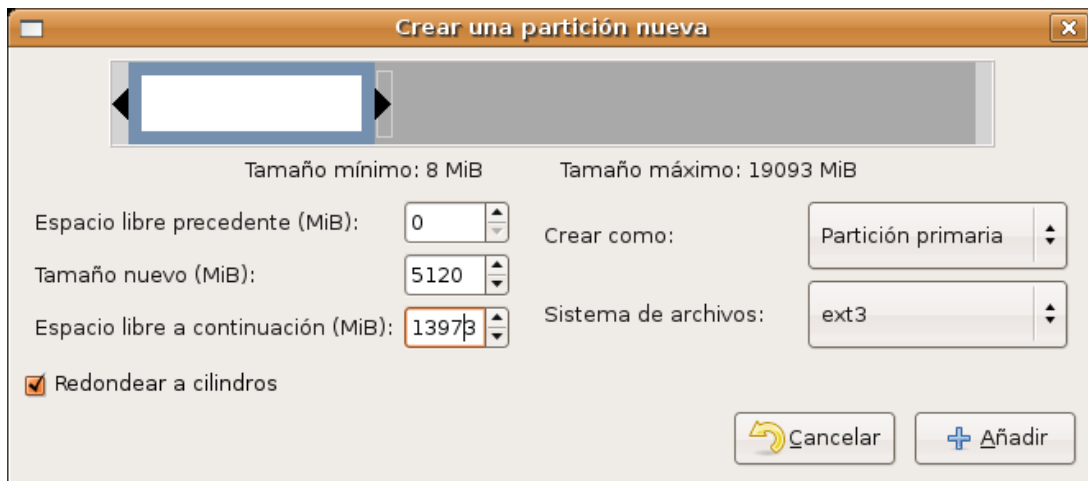 Crear una partición nueva
Tamaño mínimo: 8 MiB Tamaño máximo: 19093 MiB
Espacio libre precedente (MiB): 0
Crear como: Partición primaria
Tamaño nuevo (MiB): 5120
Espacio libre a continuación (MiB): 13973
Sistema de archivos: ext3
Redondear a cilindros
Cancelar Añadir